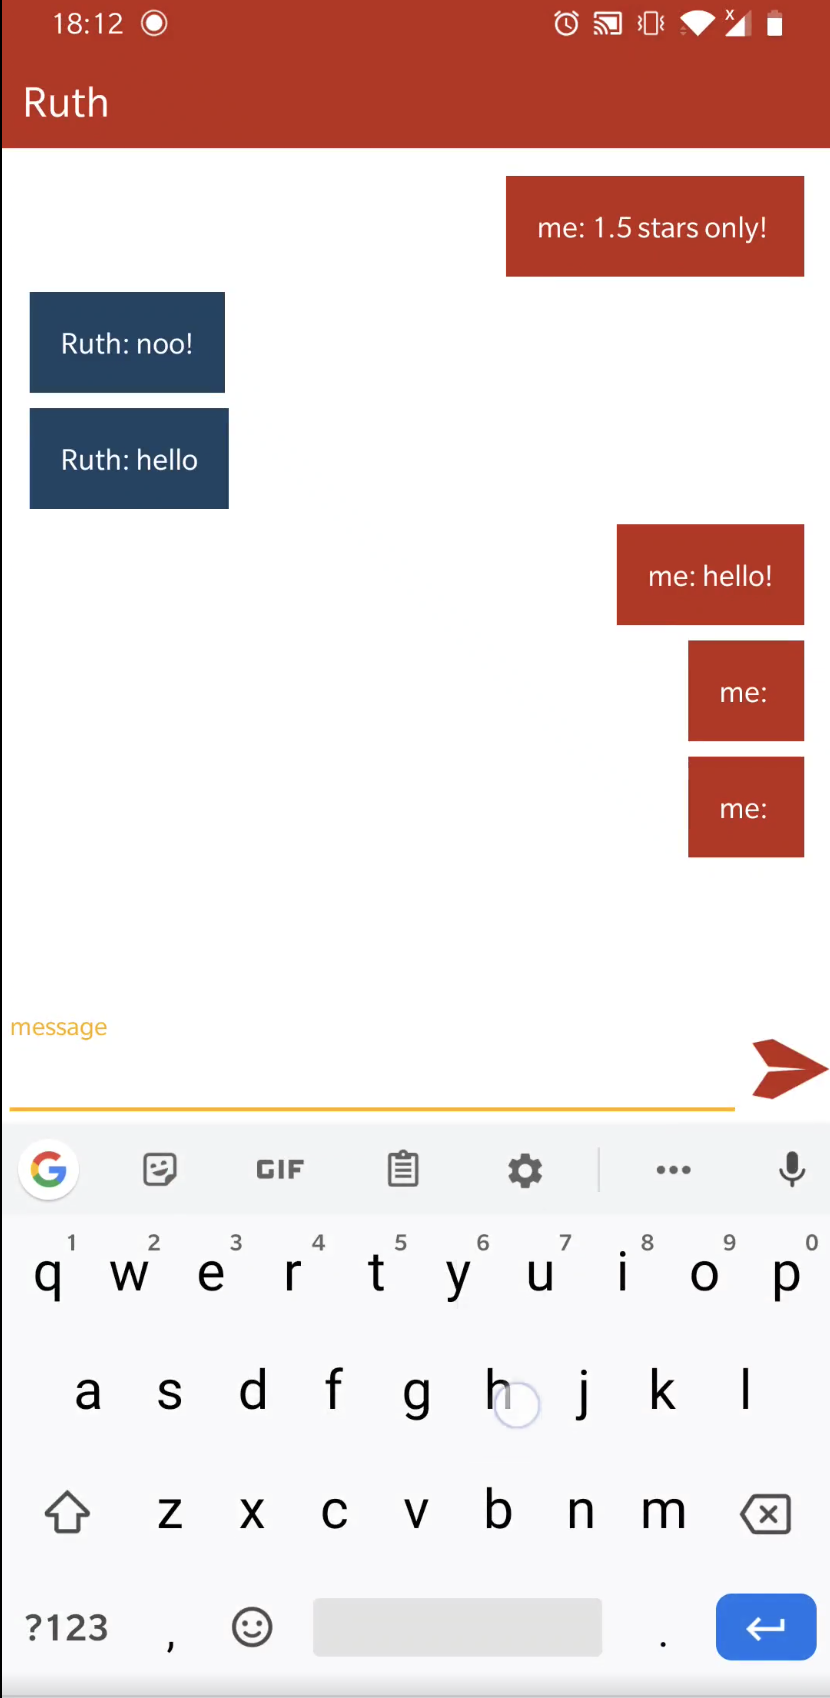 18:12
x
Ruth
me: 1.5 stars only!
Ruth: noo!
Ruth: hello
me: hello!
me:
me:
message
G GIF
1 2 3 4 5 6 7 8 9 0
q w e r t y u i o p
a s d f g h j k l
z x c v b n m
?123 , .